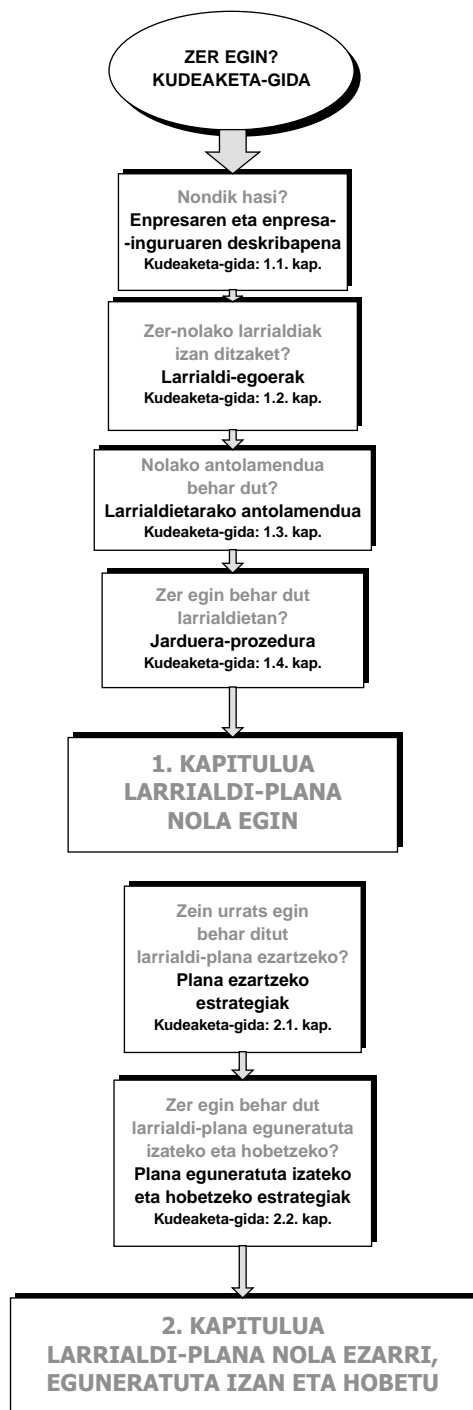 ZER EGIN?
KUDEAKETA-GIDA
Nondik hasi?
Enpresaren eta enpresa-
-inguruaren deskribapena
Kudeaketa-gida: 1.1. kap.
Zer-nolako larrialdiak
izan ditzaket?
Larrialdi-egoerak
Kudeaketa-gida: 1.2. kap.
Nolako antolamendua
behar dut?
Larrialdietarako antolamendua
Kudeaketa-gida: 1.3. kap.
Zer egin behar dut
larrialdietan?
Jarduera-prozedura
Kudeaketa-gida: 1.4. kap.
1. KAPITULUA
LARRIALDI-PLANA
NOLA EGIN
Zein urrats egin
behar ditut
larrialdi-plana ezartzeko?
Plana ezartzeko
estrategiak
Kudeaketa-gida: 2.1. kap.
Zer egin behar dut
larrialdi-plana eguneratuta
izateko eta hobetzeko?
Plana eguneratuta izateko
eta hobetzeko estrategiak
Kudeaketa-gida: 2.2. kap.
2. KAPITULUA
LARRIALDI-PLANA NOLA EZARRI,
EGUNERATUTA IZAN ETA HOBETU